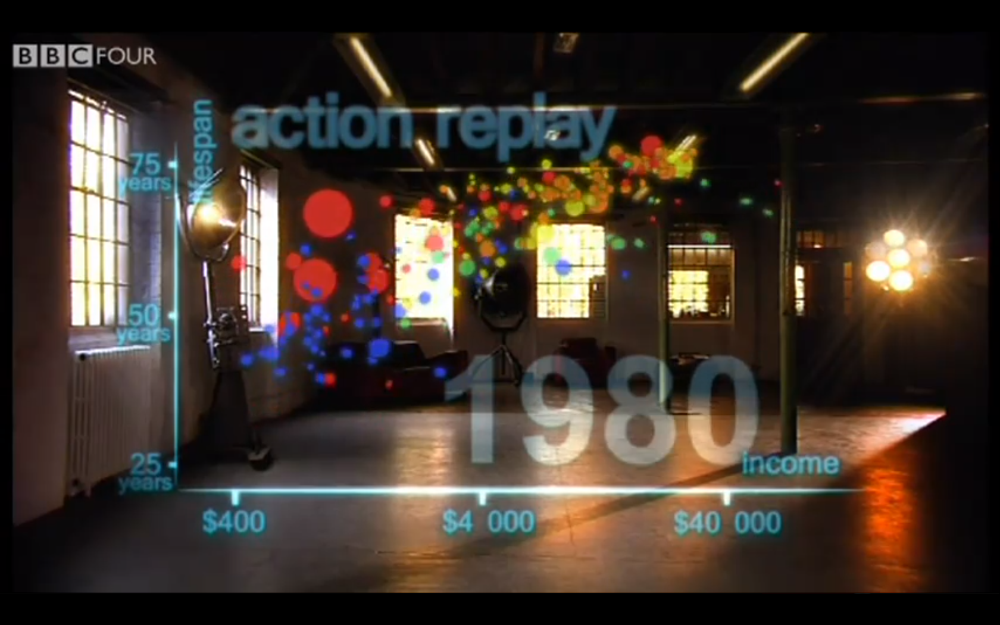 BBC FOUR
action replay
lifespan
75
years
50
years
25
years
1980
income
$400
$4 000
$40 000